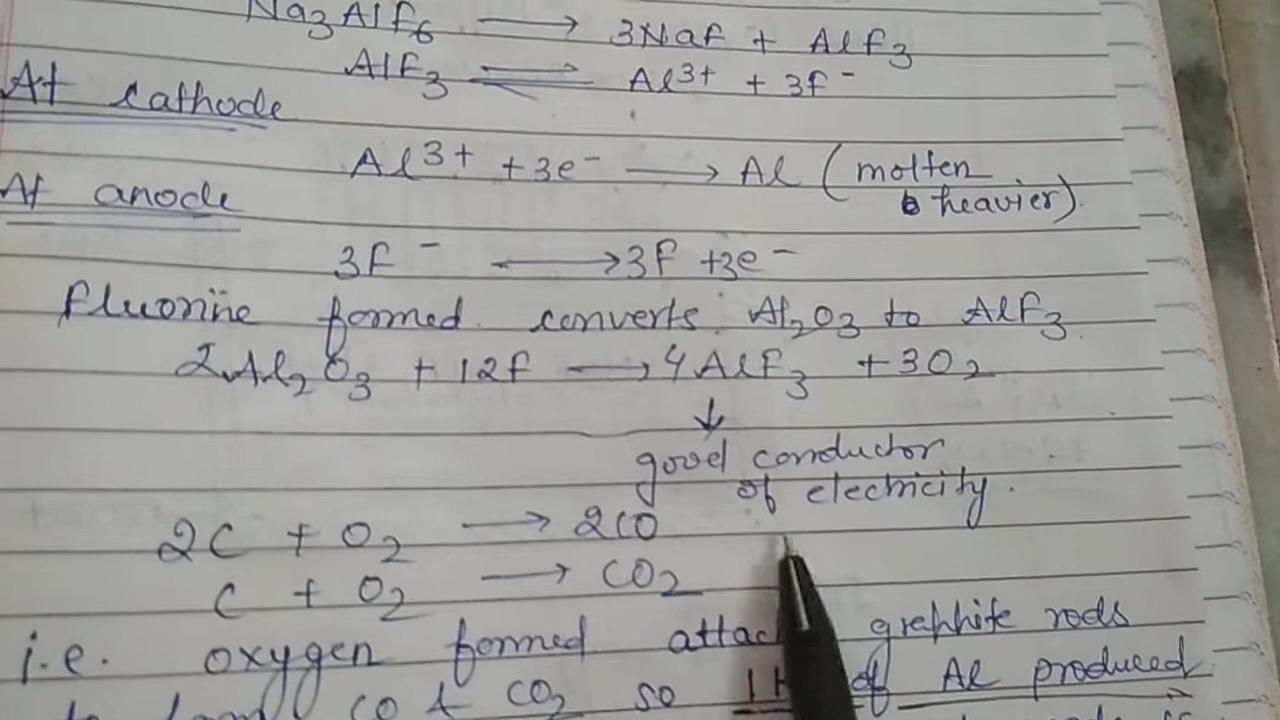 Na3AlF6 ⟶ 3NaF + AlF3
AlF3 ⇌ Al3+ + 3F-
At cathode
Al3+ + 3e- ⟶ Al (molten
heavier).
At anode
3F- ⟶ 3F + 3e-
Fluorine formed converts Al2O3 to AlF3.
2Al2O3 + 12F ⟶ 4AlF3 + 3O2
↓
good conductor
of electricity.
2C + O2 ⟶ 2CO
C + O2 ⟶ CO2
i.e. oxygen formed graphite rods
CO & CO2 so of Al produced